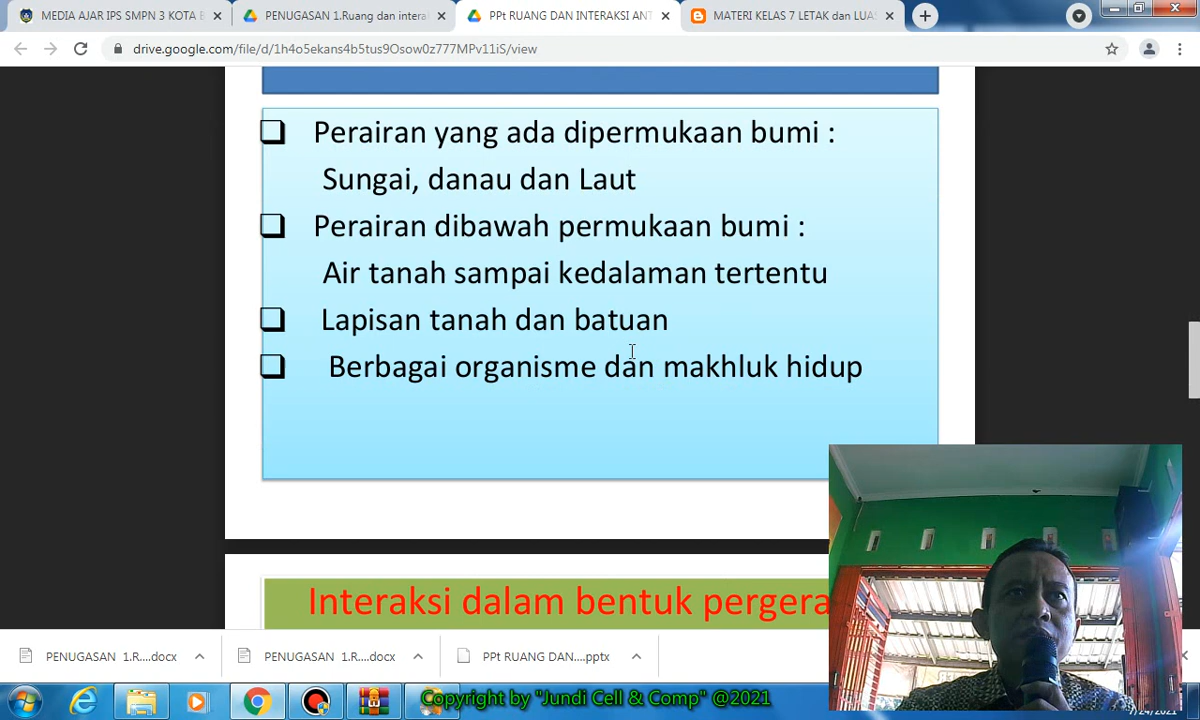 MEDIA AJAR IPS SMPN 3 KOTA B
PENUGASAN 1.Ruang dan intera
PPt RUANG DAN INTERAKSI ANT
MATERI KELAS 7 LETAK dan LUAS
drive.google.com/file/d/1h4o5ekans4b5tus9Osow0z777MPv11iS/view
Perairan yang ada dipermukaan bumi :
Sungai, danau dan Laut
Perairan dibawah permukaan bumi :
Air tanah sampai kedalaman tertentu
Lapisan tanah dan batuan
Berbagai organisme dan makhluk hidup
Interaksi dalam bentuk pergera
PENUGASAN 1.R....docx
PENUGASAN 1.R....docx
PPt RUANG DAN....pptx
Copyright by "Jundi Cell & Comp" @2021